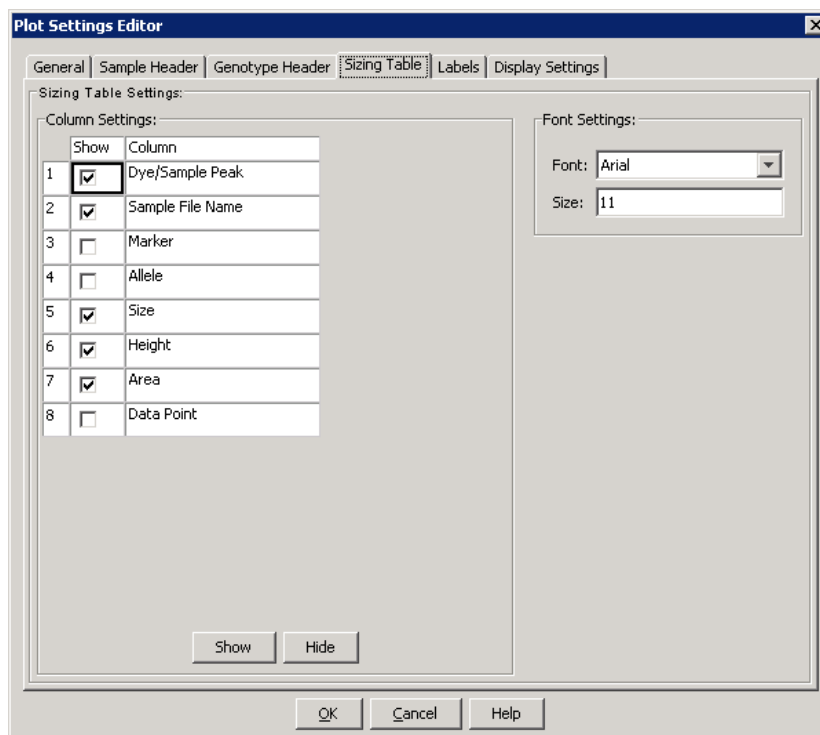 Plot Settings Editor
General Sample Header Genotype Header Sizing Table Labels Display Settings
Sizing Table Settings:
Column Settings:
Show Column
1 Dye/Sample Peak
2 Sample File Name
3 Marker
4 Allele
5 Size
6 Height
7 Area
8 Data Point
Show Hide
Font Settings:
Font: Arial
Size: 11
OK Cancel Help